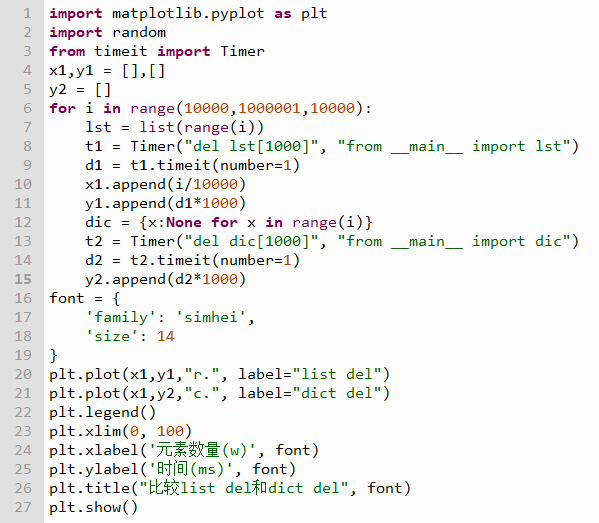 1 import matplotlib.pyplot as plt
2 import random
3 from timeit import Timer
4 x1,y1 = [],[]
5 y2 = []
6 for i in range(10000,1000001,10000):
7     lst = list(range(i))
8     t1 = Timer("del lst[1000]", "from __main__ import lst")
9     d1 = t1.timeit(number=1)
10     x1.append(i/10000)
11     y1.append(d1*1000)
12     dic = {x:None for x in range(i)}
13     t2 = Timer("del dic[1000]", "from __main__ import dic")
14     d2 = t2.timeit(number=1)
15     y2.append(d2*1000)
16 font = {
17     'family': 'simhei',
18     'size': 14
19 }
20 plt.plot(x1,y1,"r.", label="list del")
21 plt.plot(x1,y2,"c.", label="dict del")
22 plt.legend()
23 plt.xlim(0, 100)
24 plt.xlabel('元素数量(w)', font)
25 plt.ylabel('时间(ms)', font)
26 plt.title("比较list del和dict del", font)
27 plt.show()